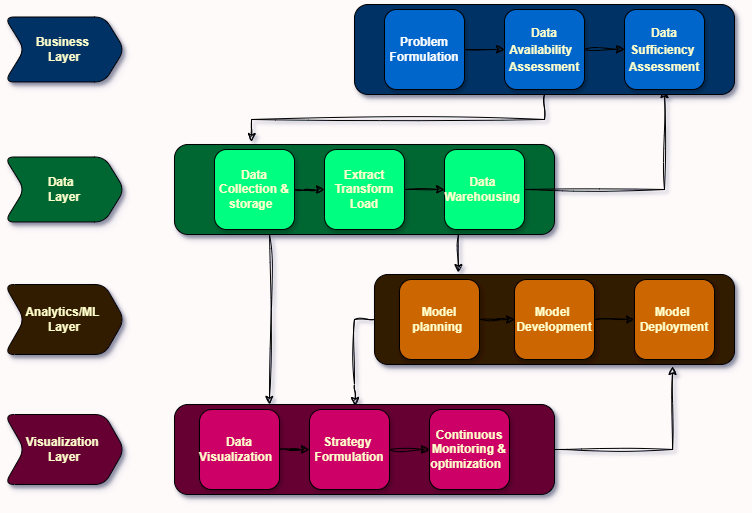 Business
Layer
Problem
Formulation
Data
Availability
Assessment
Data
Sufficiency
Assessment
Data
Layer
Data
Collection &
storage
Extract
Transform
Load
Data
Warehousing
Analytics/ML
Layer
Model
planning
Model
Development
Model
Deployment
Visualization
Layer
Data
Visualization
Strategy
Formulation
Continuous
Monitoring &
optimization